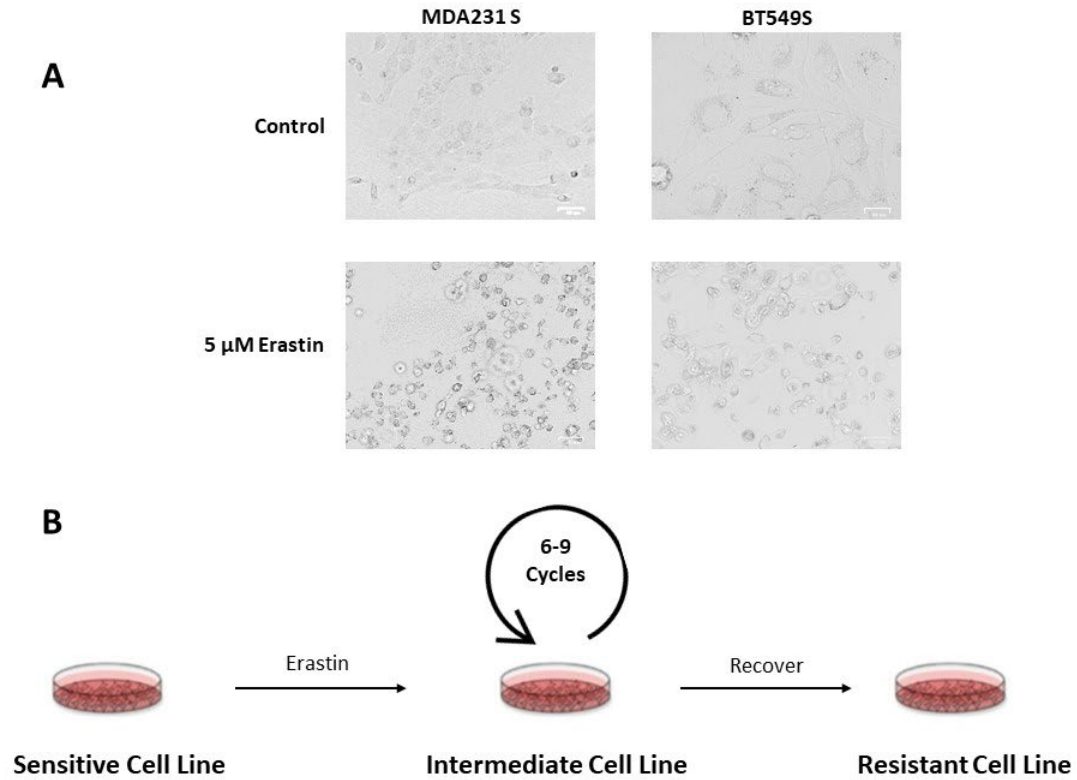 MDA231 S
BT549S
A
Control
5 µM Erastin
B
6-9
Cycles
Erastin
Recover
Sensitive Cell Line
Intermediate Cell Line
Resistant Cell Line